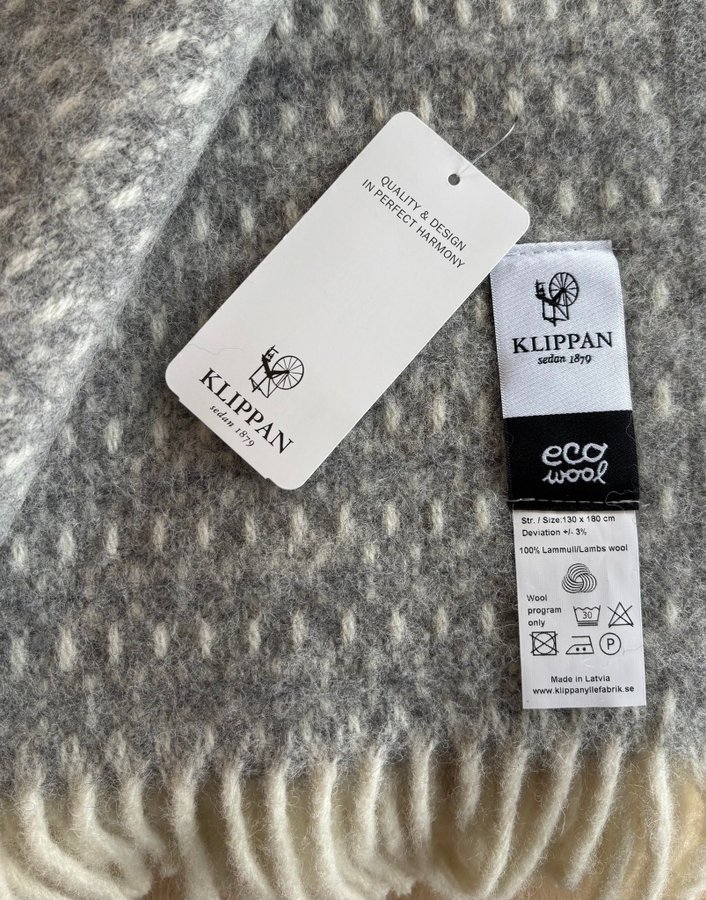 QUALITY & DESIGN
IN PERFECT HARMONY
KLIPPAN
sedan 1879
KLIPPAN
sedan 1879
eco
wool
Str. / Size:130 x 180 cm
Deviation +/- 3%
100% Lammull/Lambs wool
Wool
program
only
30
P
Made in Latvia
www.klippanyllefabrik.se